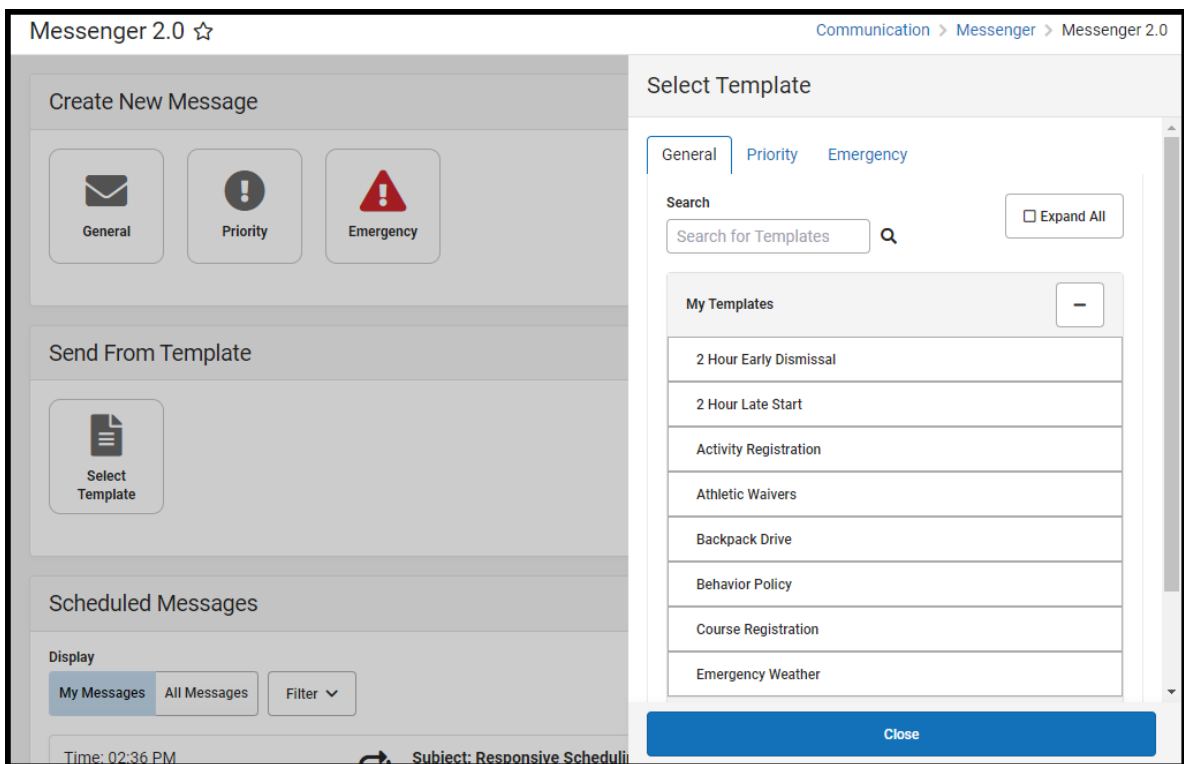 Messenger 2.0
Communication > Messenger > Messenger 2.0
Create New Message
General
Priority
Emergency
Send From Template
Select
Template
Scheduled Messages
Display
My Messages
All Messages
Filter
Time: 02:36 PM
Subject: Responsive
Select Template
General
Priority
Emergency
Search
Search for Templates
Expand All
My Templates
2 Hour Early Dismissal
2 Hour Late Start
Activity Registration
Athletic Waivers
Backpack Drive
Behavior Policy
Course Registration
Emergency Weather
Close